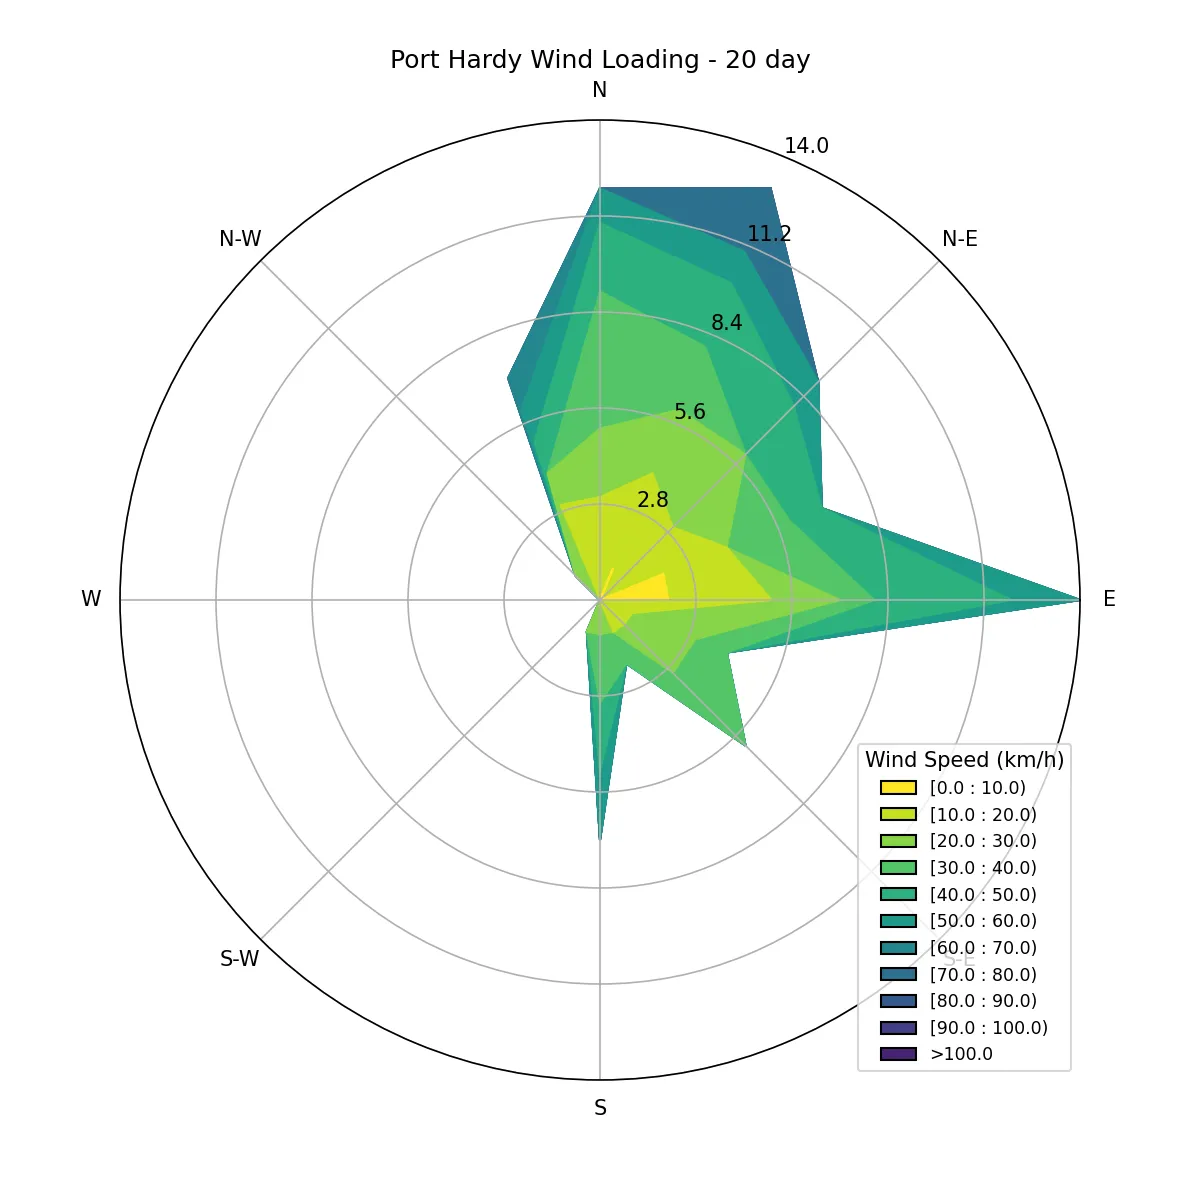 Port Hardy Wind Loading - 20 day
N
14.0
11.2
N-W
N-E
8.4
5.6
2.8
W
E
Wind Speed (km/h)
[0.0 : 10.0)
[10.0 : 20.0)
[20.0 : 30.0)
[30.0 : 40.0)
[40.0 : 50.0)
[50.0 : 60.0)
[60.0 : 70.0)
[70.0 : 80.0)
[80.0 : 90.0)
[90.0 : 100.0)
>100.0
S-W
S-E
S